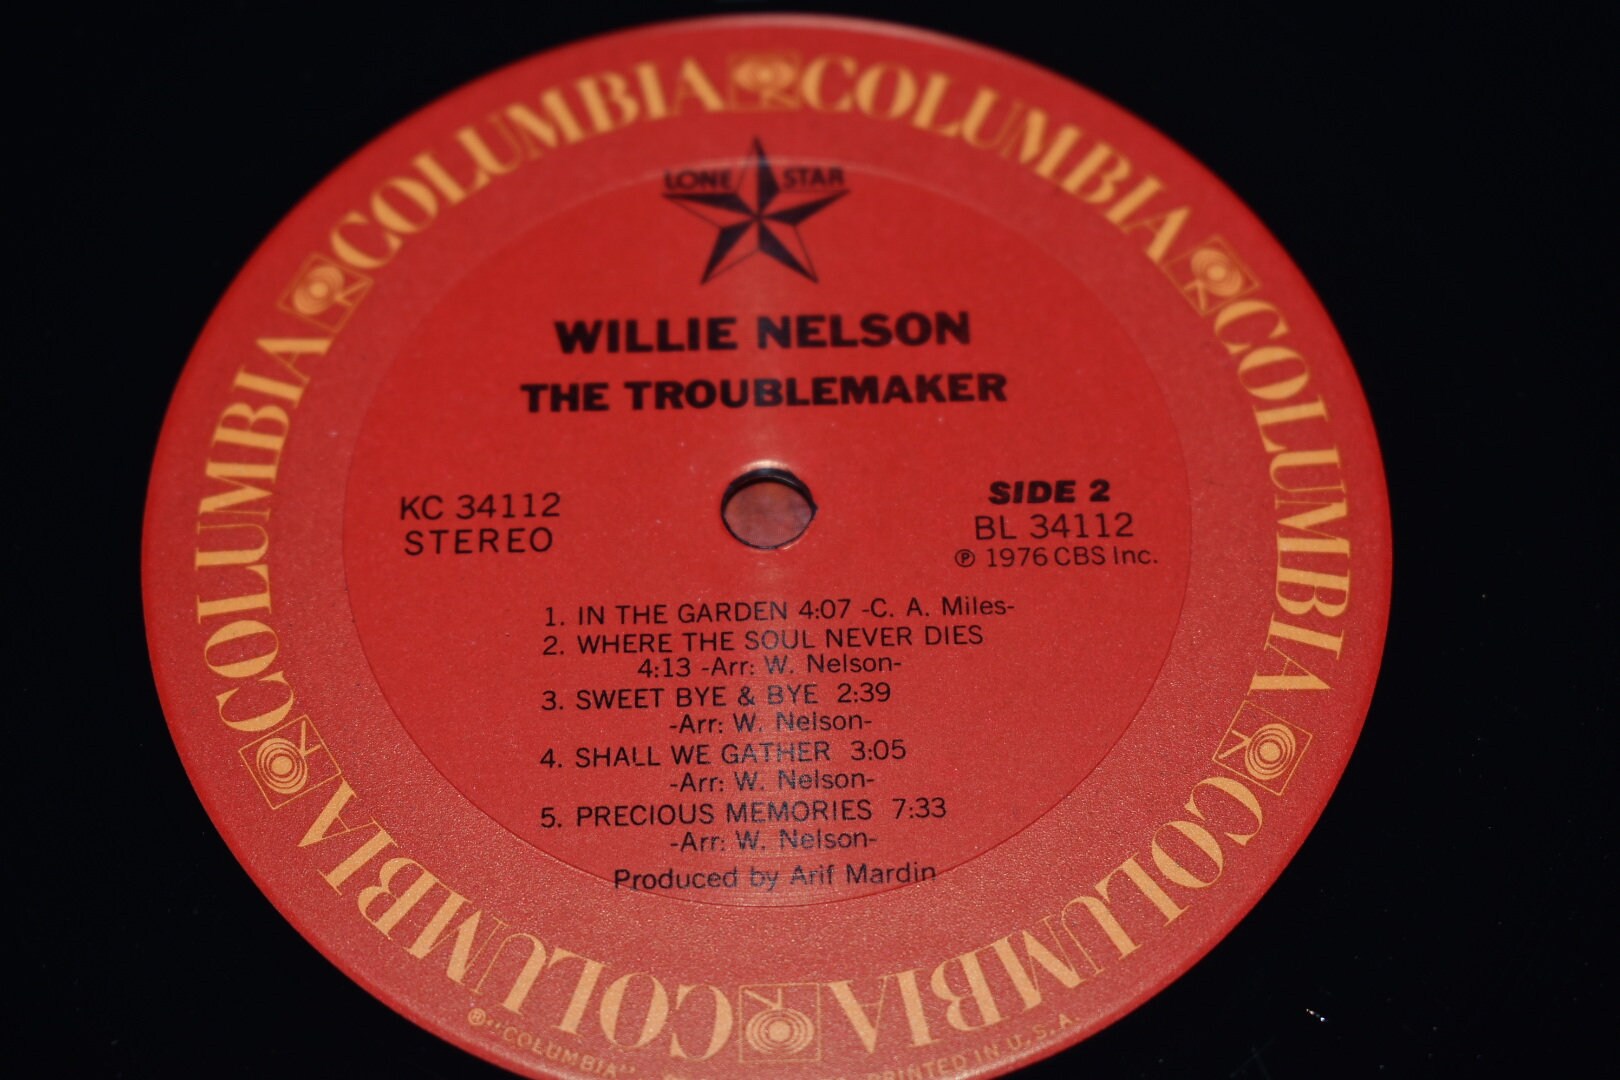 COLUMBIA COLUMBIA COLUMBIA COLUMBIA COLUMBIA COLUMBIA COLUMBIA COLUMBIA
LONE STAR
WILLIE NELSON
THE TROUBLEMAKER
KC 34112
STEREO
SIDE 2
BL 34112
℗ 1976 CBS Inc.
1. IN THE GARDEN 4:07 -C. A. Miles-
2. WHERE THE SOUL NEVER DIES
4:13 -Arr: W. Nelson-
3. SWEET BYE & BYE 2:39
-Arr: W. Nelson-
4. SHALL WE GATHER 3:05
-Arr: W. Nelson-
5. PRECIOUS MEMORIES 7:33
-Arr: W. Nelson-
Produced by Arif Mardin
® "COLUMBIA" PRINTED IN U.S.A.